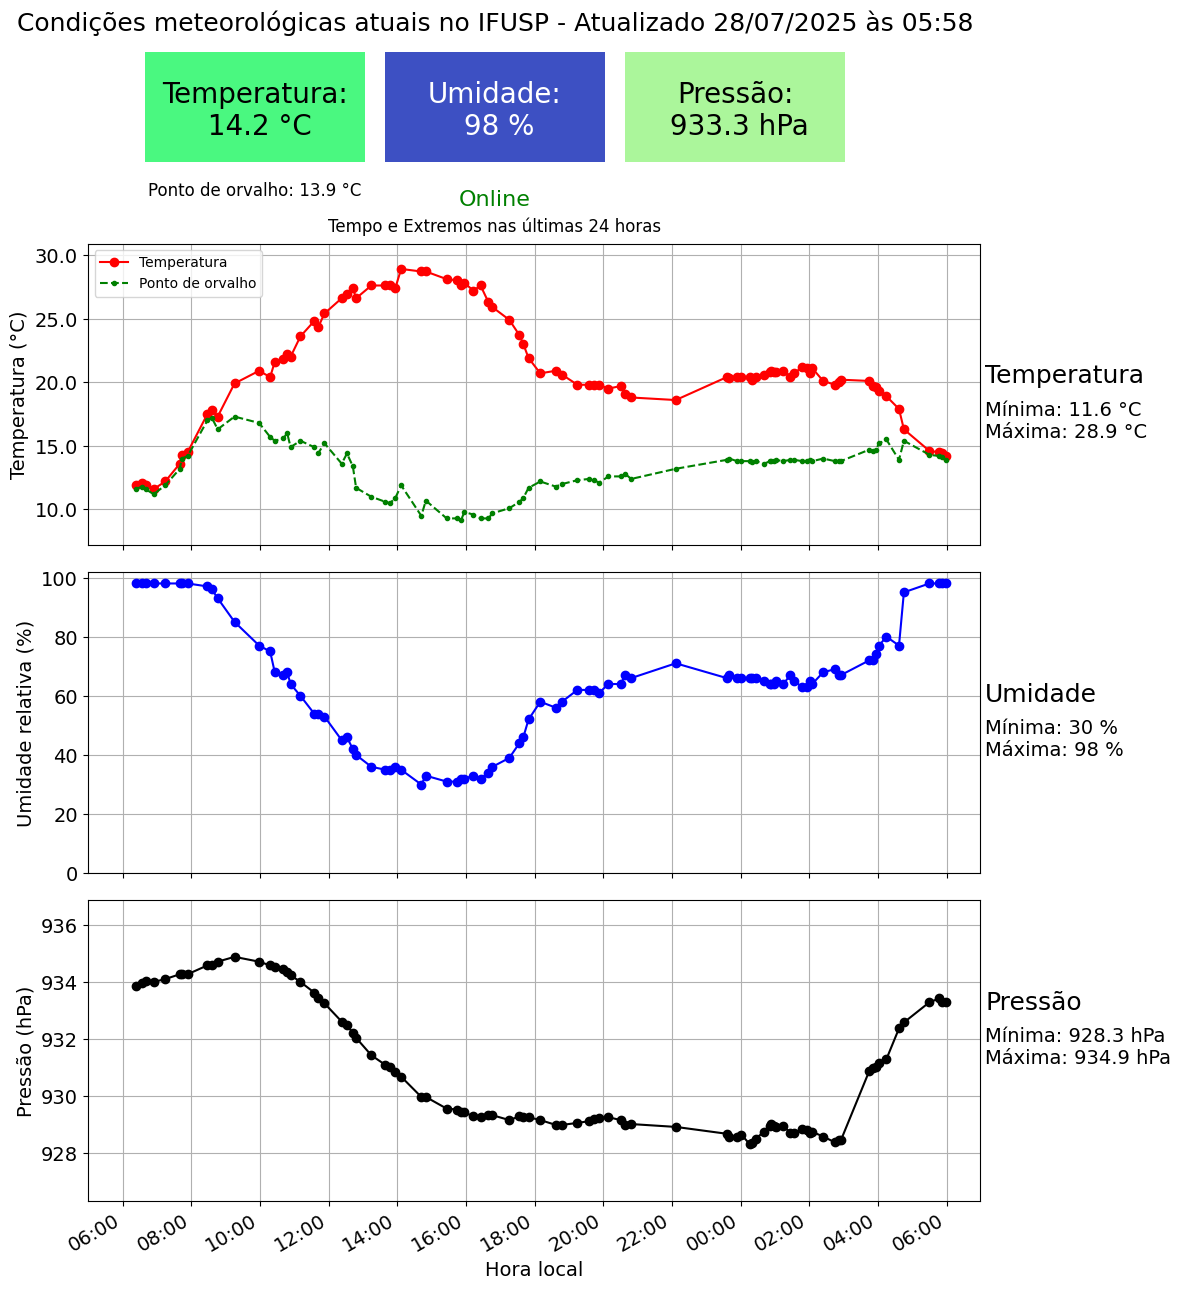 Condições meteorológicas atuais no IFUSP - Atualizado 28/07/2025 às 05:58
Temperatura:
14.2 °C
Umidade:
98 %
Pressão:
933.3 hPa
Ponto de orvalho: 13.9 °C
Online
Tempo e Extremos nas últimas 24 horas
Temperatura (°C)
30.0
25.0
20.0
15.0
10.0
Temperatura
Ponto de orvalho
Temperatura
Mínima: 11.6 °C
Máxima: 28.9 °C
Umidade relativa (%)
100
80
60
40
20
0
Umidade
Mínima: 30 %
Máxima: 98 %
Pressão (hPa)
936
934
932
930
928
Pressão
Mínima: 928.3 hPa
Máxima: 934.9 hPa
06:00 08:00 10:00 12:00 14:00 16:00 18:00 20:00 22:00 00:00 02:00 04:00 06:00
Hora local